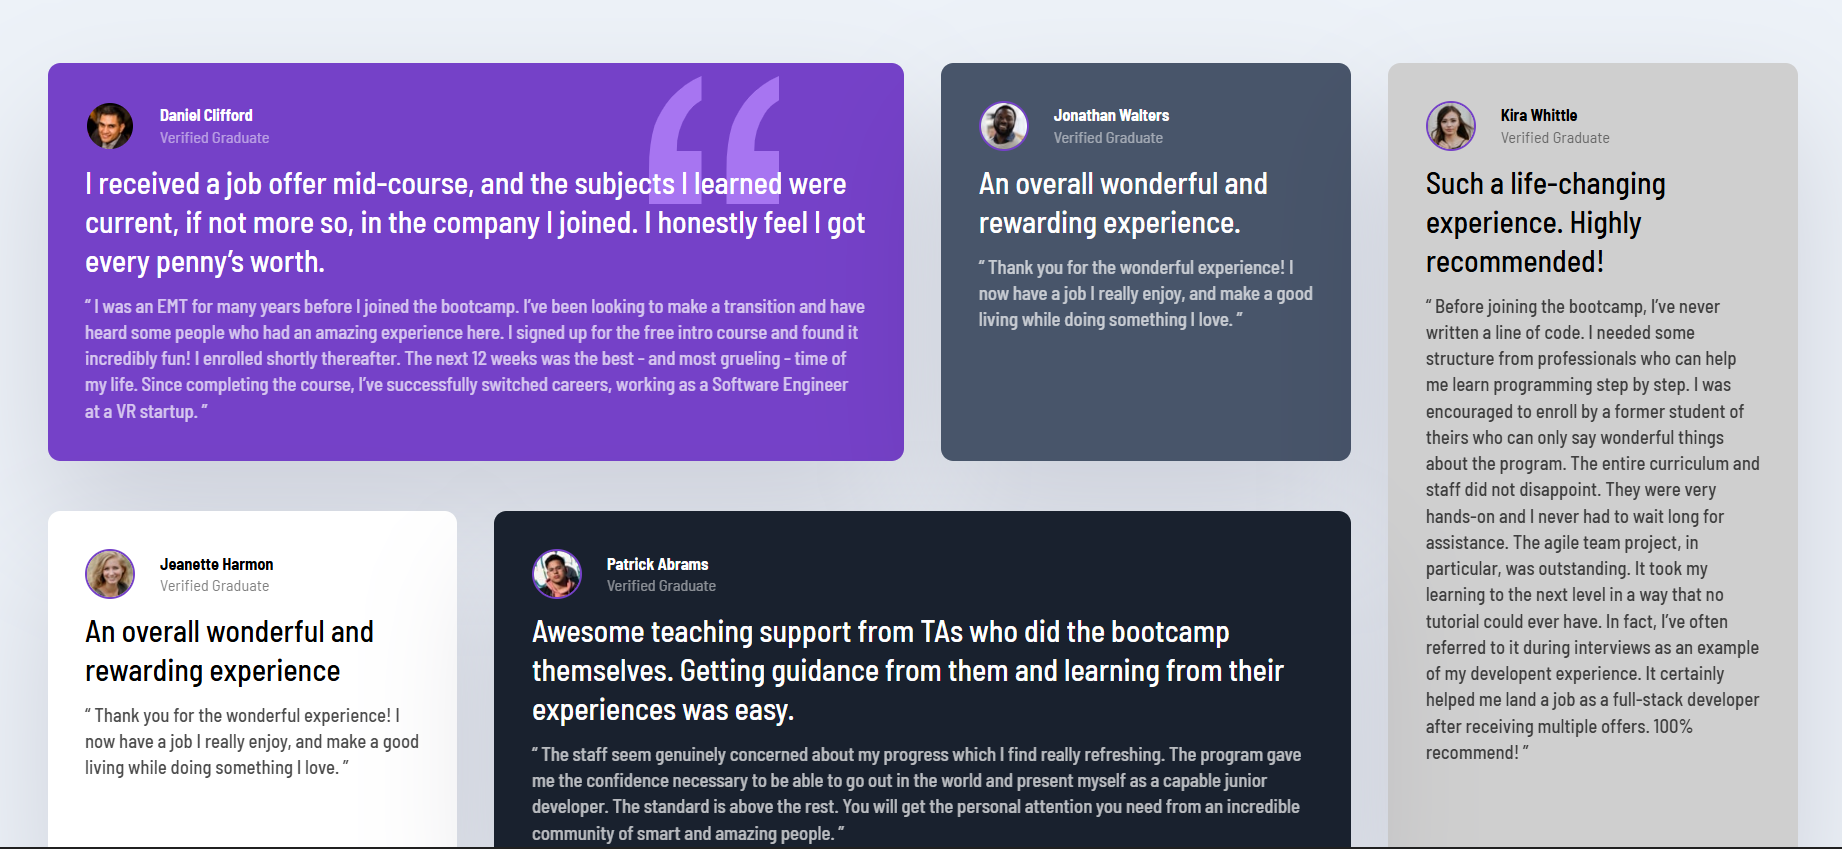 Daniel Clifford
Verified Graduate
I received a job offer mid-course, and the subjects I learned were
current, if not more so, in the company I joined. I honestly feel I got
every penny’s worth.
“ I was an EMT for many years before I joined the bootcamp. I’ve been looking to make a transition and have
heard some people who had an amazing experience here. I signed up for the free intro course and found it
incredibly fun! I enrolled shortly thereafter. The next 12 weeks was the best - and most grueling - time of
my life. Since completing the course, I’ve successfully switched careers, working as a Software Engineer
at a VR startup. ”
Jonathan Walters
Verified Graduate
An overall wonderful and
rewarding experience.
“ Thank you for the wonderful experience! I
now have a job I really enjoy, and make a good
living while doing something I love. ”
Kira Whittle
Verified Graduate
Such a life-changing
experience. Highly
recommended!
“ Before joining the bootcamp, I’ve never
written a line of code. I needed some
structure from professionals who can help
me learn programming step by step. I was
encouraged to enroll by a former student of
theirs who can only say wonderful things
about the program. The entire curriculum and
staff did not disappoint. They were very
hands-on and I never had to wait long for
assistance. The agile team project, in
particular, was outstanding. It took my
learning to the next level in a way that no
tutorial could ever have. In fact, I’ve often
referred to it during interviews as an example
of my developent experience. It certainly
helped me land a job as a full-stack developer
after receiving multiple offers. 100%
recommend! ”
Jeanette Harmon
Verified Graduate
An overall wonderful and
rewarding experience
“ Thank you for the wonderful experience! I
now have a job I really enjoy, and make a good
living while doing something I love. ”
Patrick Abrams
Verified Graduate
Awesome teaching support from TAs who did the bootcamp
themselves. Getting guidance from them and learning from their
experiences was easy.
“ The staff seem genuinely concerned about my progress which I find really refreshing. The program gave
me the confidence necessary to be able to go out in the world and present myself as a capable junior
developer. The standard is above the rest. You will get the personal attention you need from an incredible
community of smart and amazing people. ”